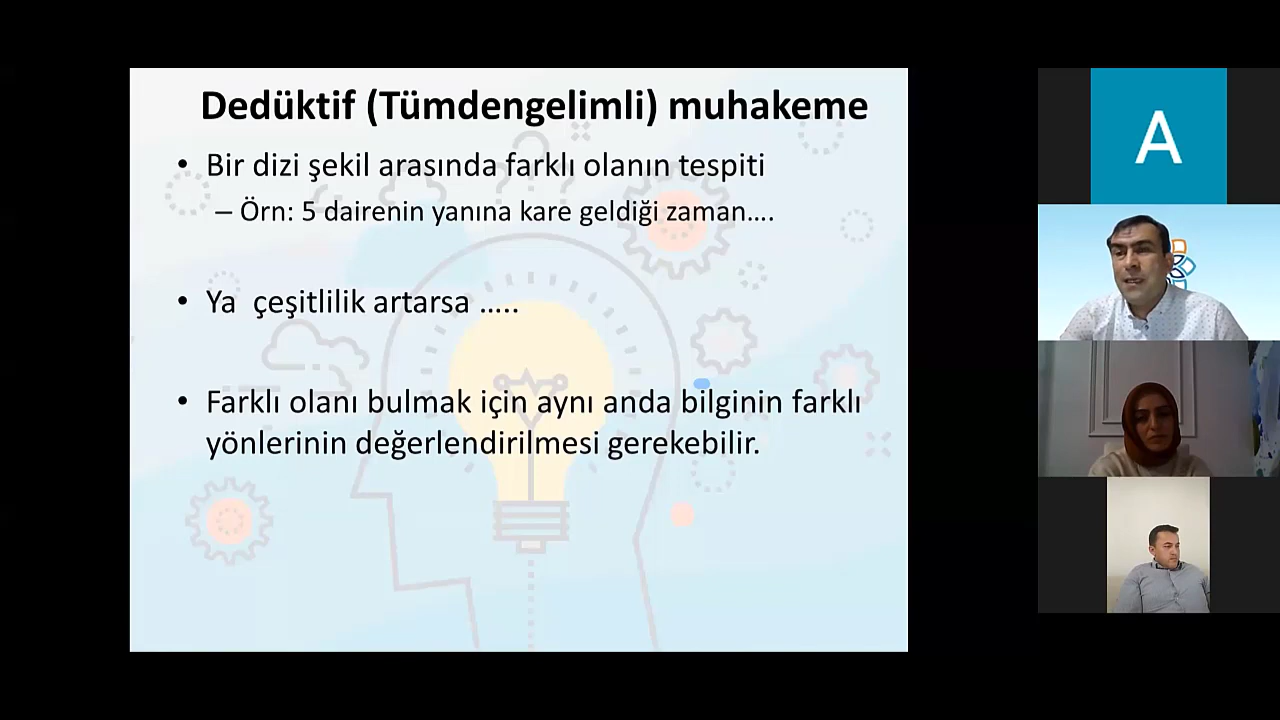 Dedüktif (Tümdengelimli) muhakeme
• Bir dizi şekil arasında farklı olanın tespiti
– Örn: 5 dairenin yanına kare geldiği zaman....
• Ya  çeşitlilik artarsa .....
• Farklı olanı bulmak için aynı anda bilginin farklı
yönlerinin değerlendirilmesi gerekebilir.
A